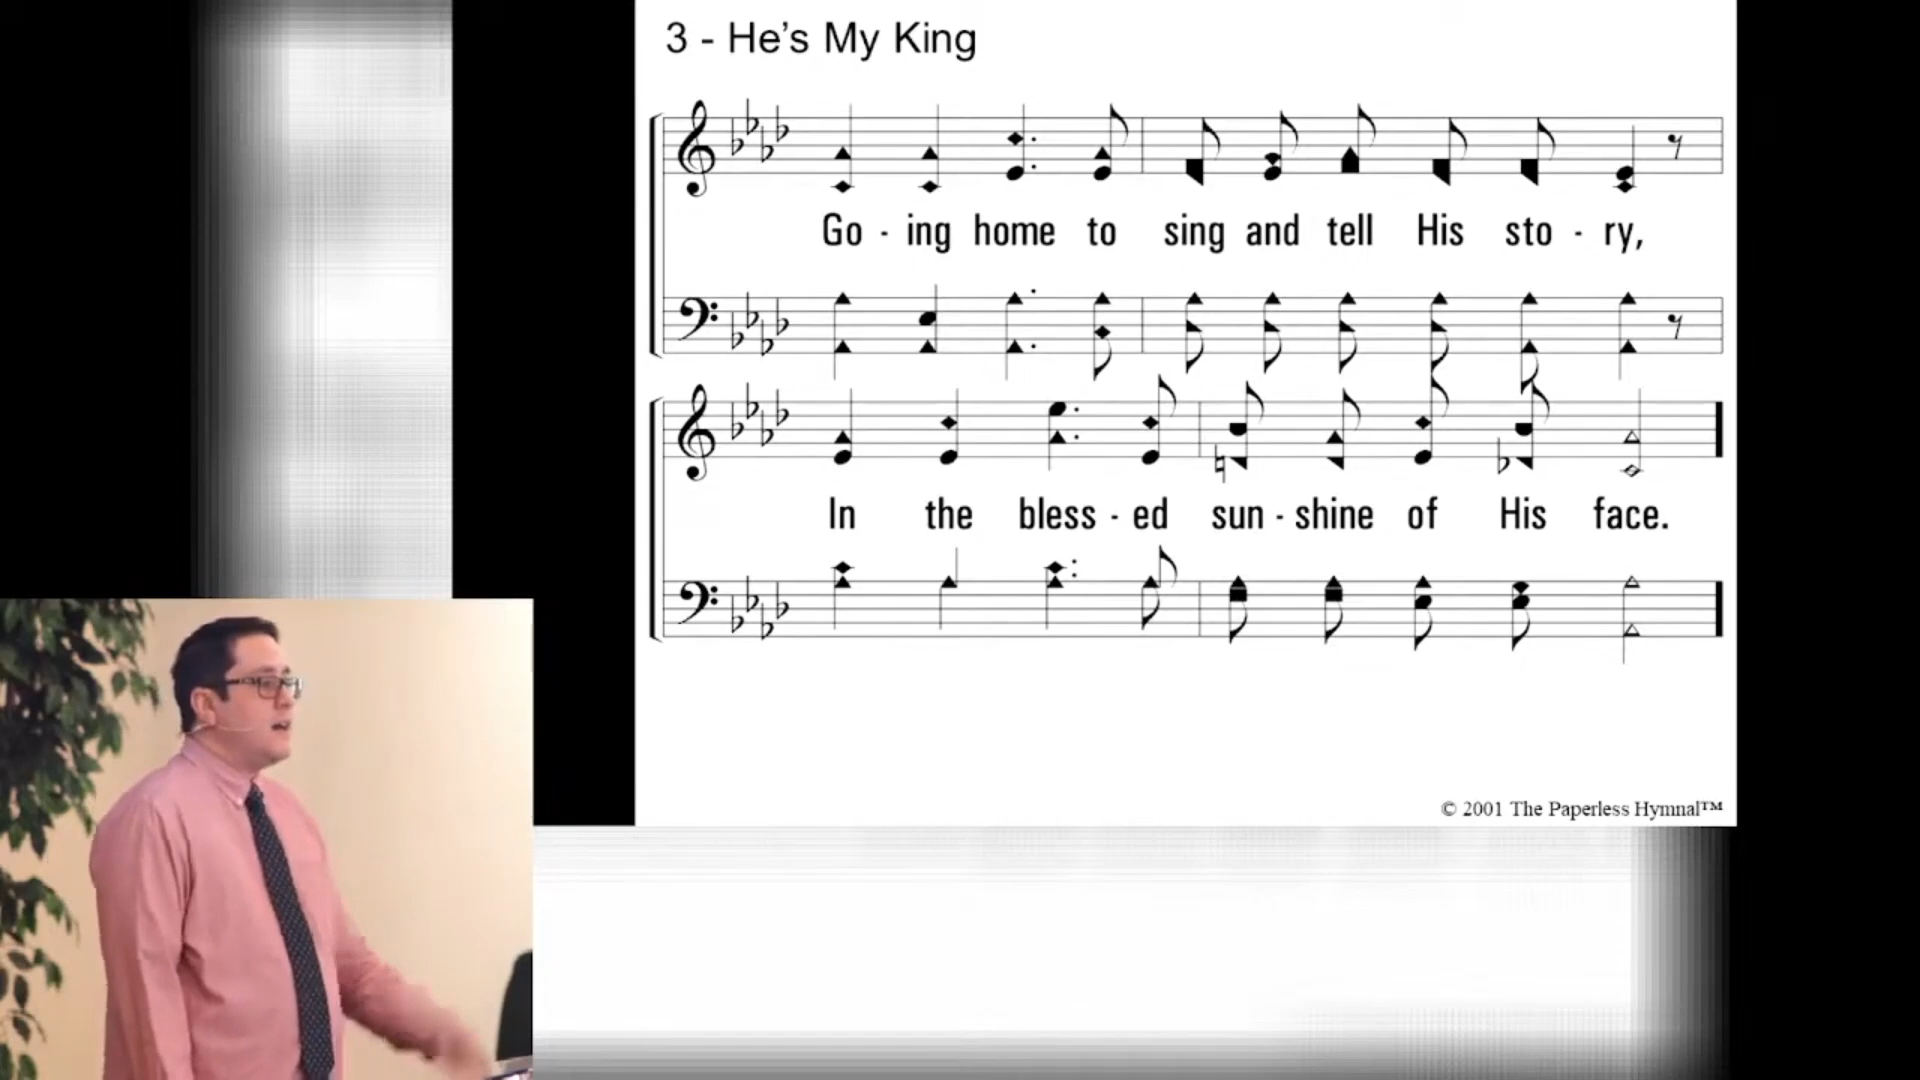 3 - He's My King
Go - ing home to sing and tell His sto - ry,
In the bless - ed sun - shine of His face.
© 2001 The Paperless Hymnal™